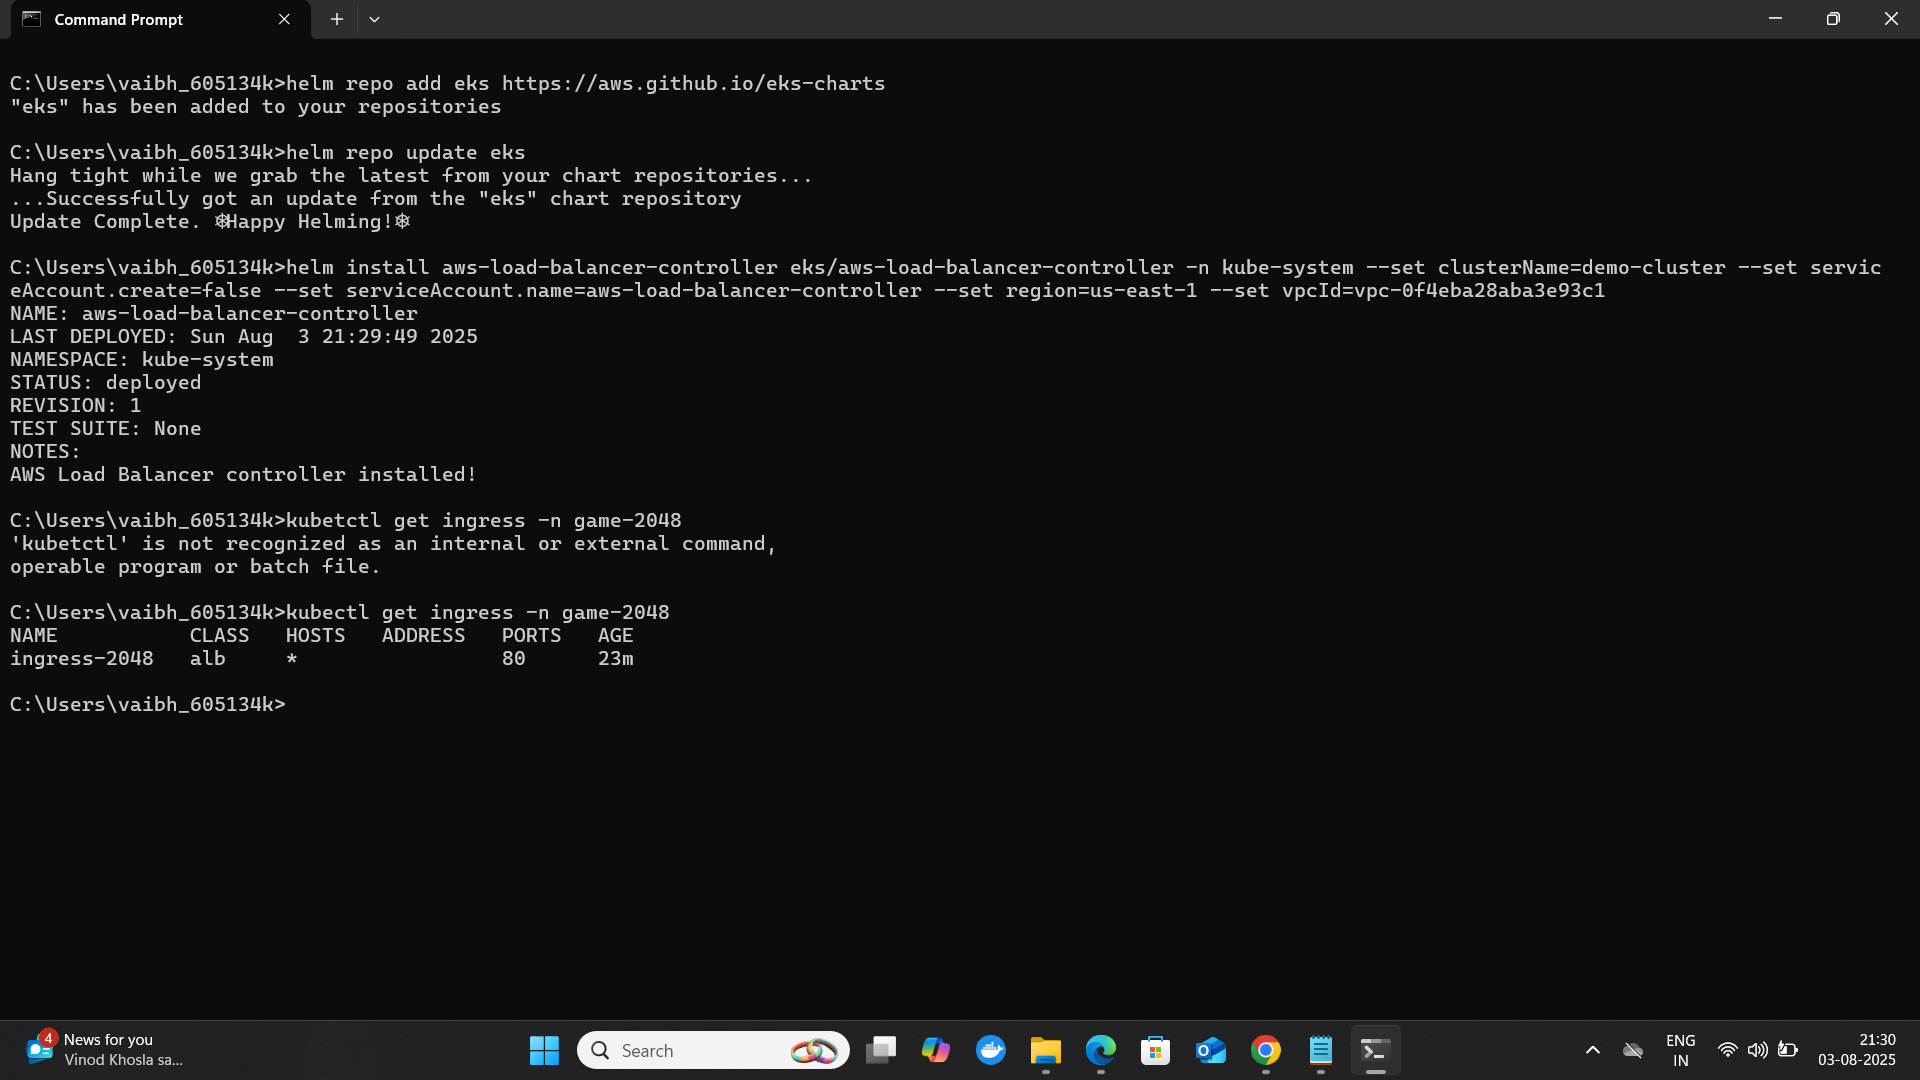 Command Prompt
C:\Users\vaibh_605134k>helm repo add eks https://aws.github.io/eks-charts
"eks" has been added to your repositories
C:\Users\vaibh_605134k>helm repo update eks
Hang tight while we grab the latest from your chart repositories...
...Successfully got an update from the "eks" chart repository
Update Complete. ⎈Happy Helming!⎈
C:\Users\vaibh_605134k>helm install aws-load-balancer-controller eks/aws-load-balancer-controller -n kube-system --set clusterName=demo-cluster --set servic
eAccount.create=false --set serviceAccount.name=aws-load-balancer-controller --set region=us-east-1 --set vpcId=vpc-0f4eba28aba3e93c1
NAME: aws-load-balancer-controller
LAST DEPLOYED: Sun Aug  3 21:29:49 2025
NAMESPACE: kube-system
STATUS: deployed
REVISION: 1
TEST SUITE: None
NOTES:
AWS Load Balancer controller installed!
C:\Users\vaibh_605134k>kubetctl get ingress -n game-2048
'kubetctl' is not recognized as an internal or external command,
operable program or batch file.
C:\Users\vaibh_605134k>kubectl get ingress -n game-2048
NAME           CLASS   HOSTS   ADDRESS   PORTS   AGE
ingress-2048   alb     *                 80      23m
C:\Users\vaibh_605134k>
4
News for you
Vinod Khosla sa...
Search
ENG
IN
21:30
03-08-2025